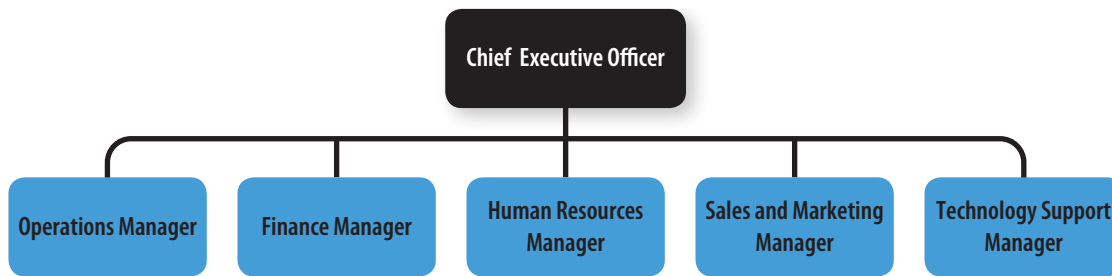 Chief Executive Officer
Operations Manager
Finance Manager
Human Resources
Manager
Sales and Marketing
Manager
Technology Support
Manager